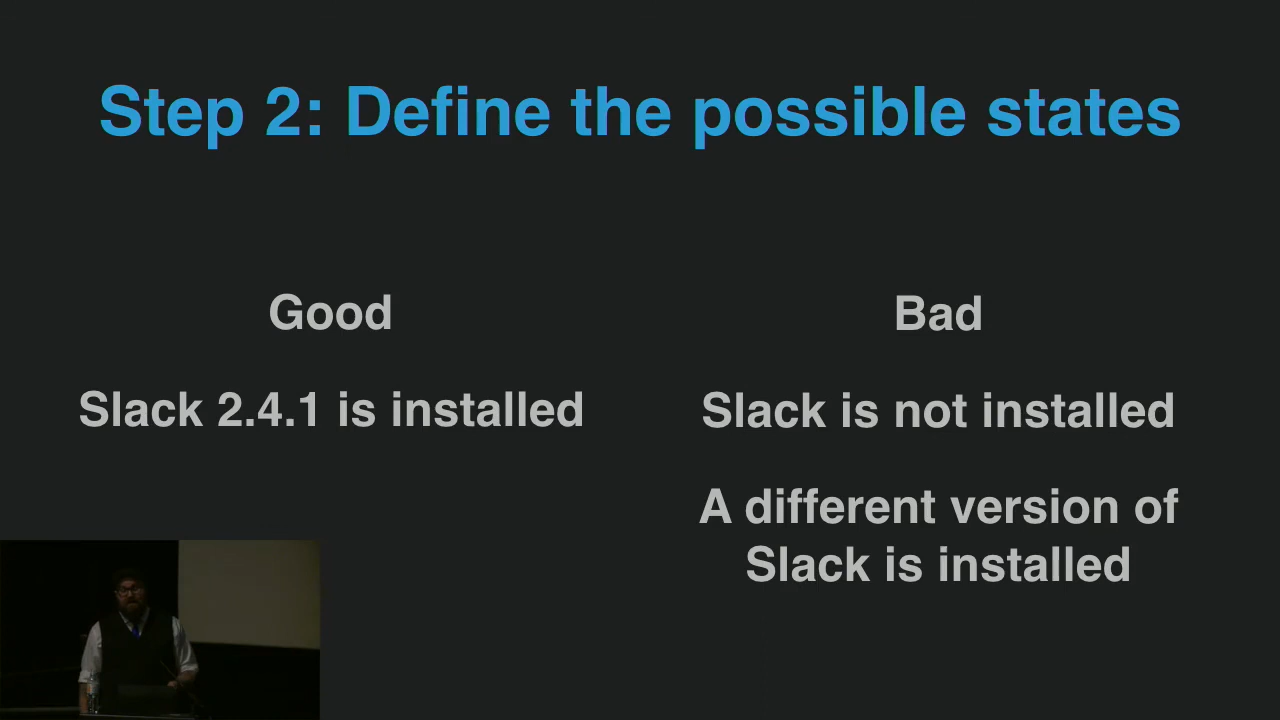 Step 2: Define the possible states
Good
Slack 2.4.1 is installed
Bad
Slack is not installed
A different version of
Slack is installed